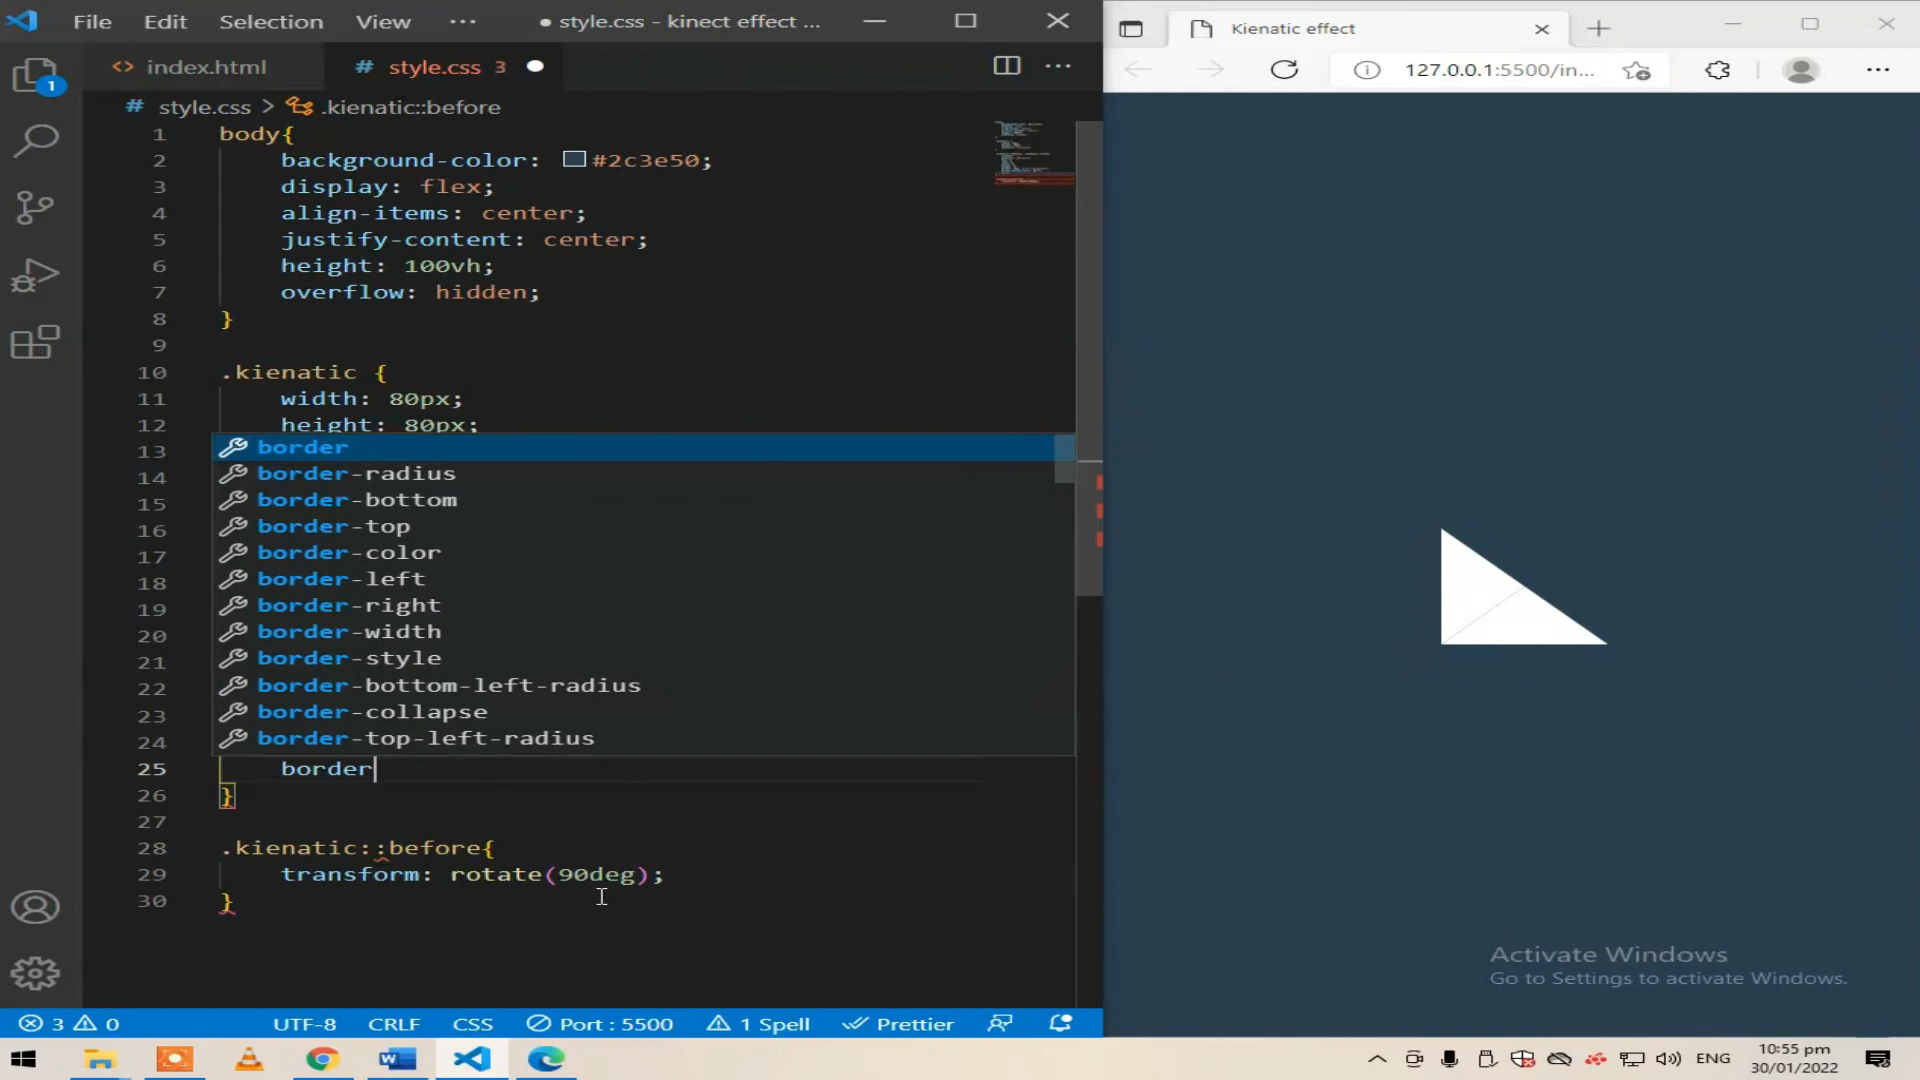 File Edit Selection View ··· ● style.css - kinect effect ...
Kienatic effect
index.html
# style.css 3
127.0.0.1:5500/in...
1
# style.css > .kienatic::before
1 body{
2 background-color: #2c3e50;
3 display: flex;
4 align-items: center;
5 justify-content: center;
6 height: 100vh;
7 overflow: hidden;
8 }
9
10 .kienatic {
11 width: 80px;
12 height: 80px;
13 border
14 border-radius
15 border-bottom
16 border-top
17 border-color
18 border-left
19 border-right
20 border-width
21 border-style
22 border-bottom-left-radius
23 border-collapse
24 border-top-left-radius
25 border
26 }
27
28 .kienatic::before{
29 transform: rotate(90deg);
30 }
Activate Windows
Go to Settings to activate Windows.
3 0 UTF-8 CRLF CSS Port : 5500 1 Spell Prettier
ENG
10:55 pm
30/01/2022